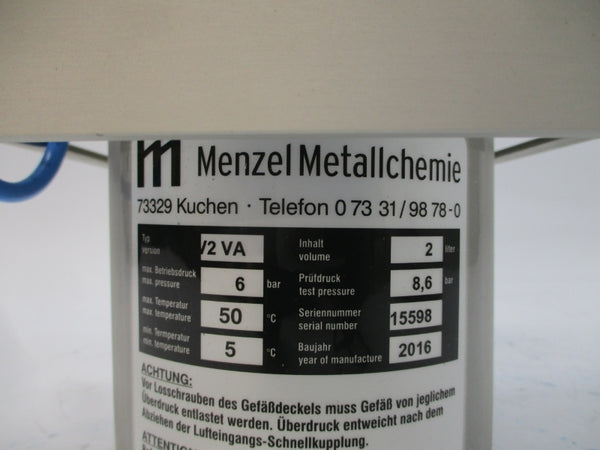 m Menzel Metallchemie
73329 Kuchen · Telefon 0 73 31/98 78-0
Typ
version
/2 VA
Inhalt
volume
2 liter
max. Betriebsdruck
max. pressure
6 bar
Prüfdruck
test pressure
8,6 bar
max. Temperatur
max. temperature
50 °C
Seriennummer
serial number
15598
min. Termperatur
min. temperature
5 °C
Baujahr
year of manufacture
2016
ACHTUNG:
Vor Losschrauben des Gefäßdeckels muss Gefäß von jeglichem
Überdruck entlastet werden. Überdruck entweicht nach dem
Abziehen der Lufteingangs-Schnellkupplung.
ATTENTION